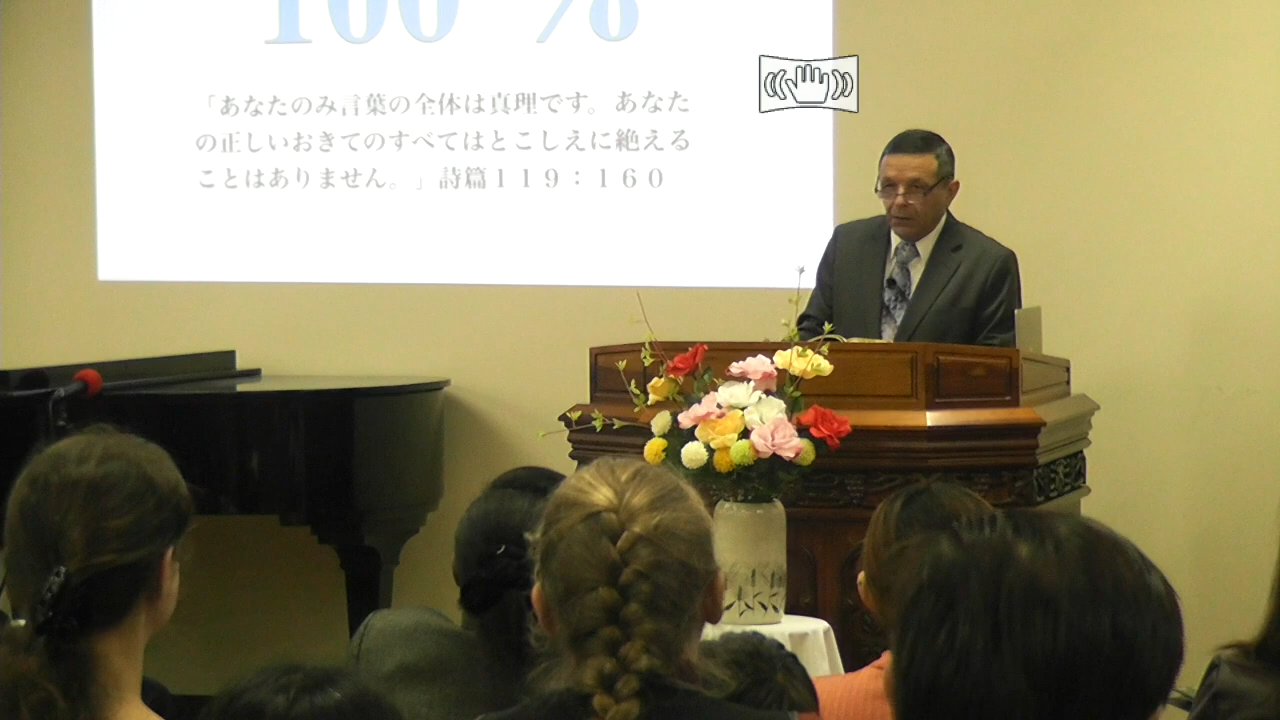 100 %
「あなたのみ言葉の全体は真理です。あなた
の正しいおきてのすべてはとこしえに絶える
ことはありません。」詩篇１１９：１６０